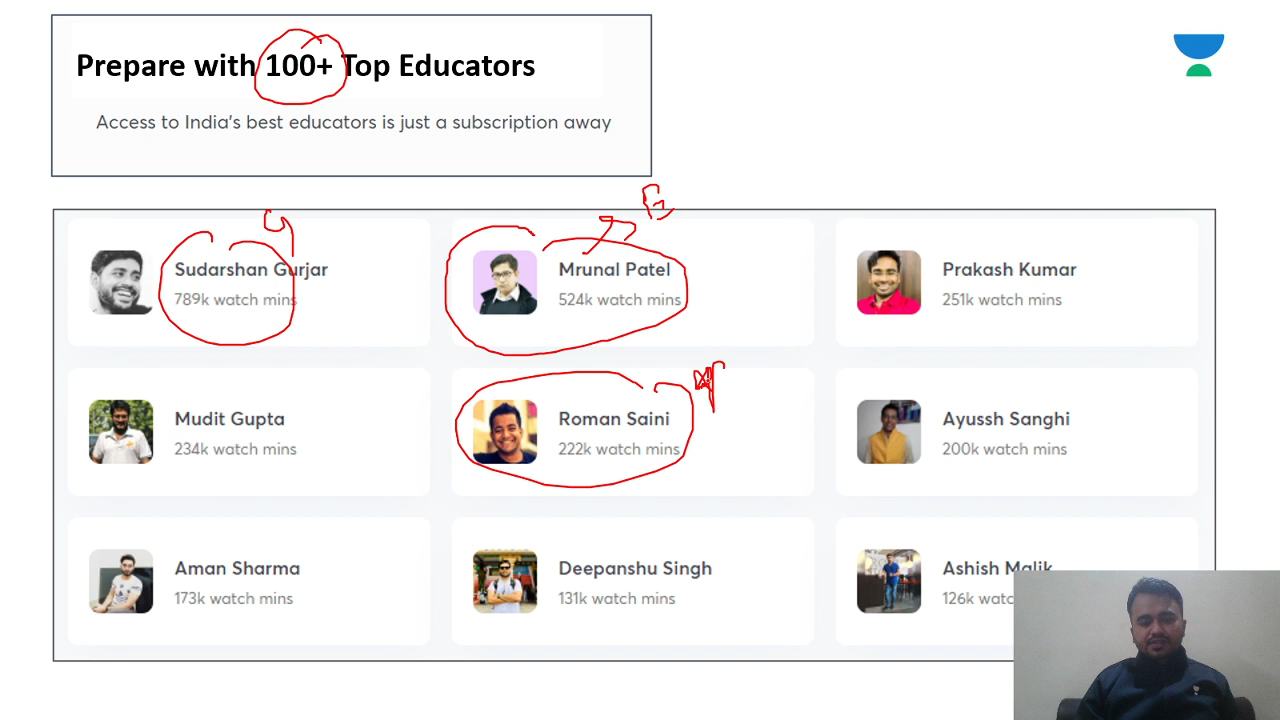 Prepare with 100+ Top Educators
Access to India's best educators is just a subscription away
Sudarshan Gurjar
789k watch mins
Mrunal Patel
524k watch mins
Prakash Kumar
251k watch mins
Mudit Gupta
234k watch mins
Roman Saini
222k watch mins
Ayussh Sanghi
200k watch mins
Aman Sharma
173k watch mins
Deepanshu Singh
131k watch mins
Ashish Malik
126k